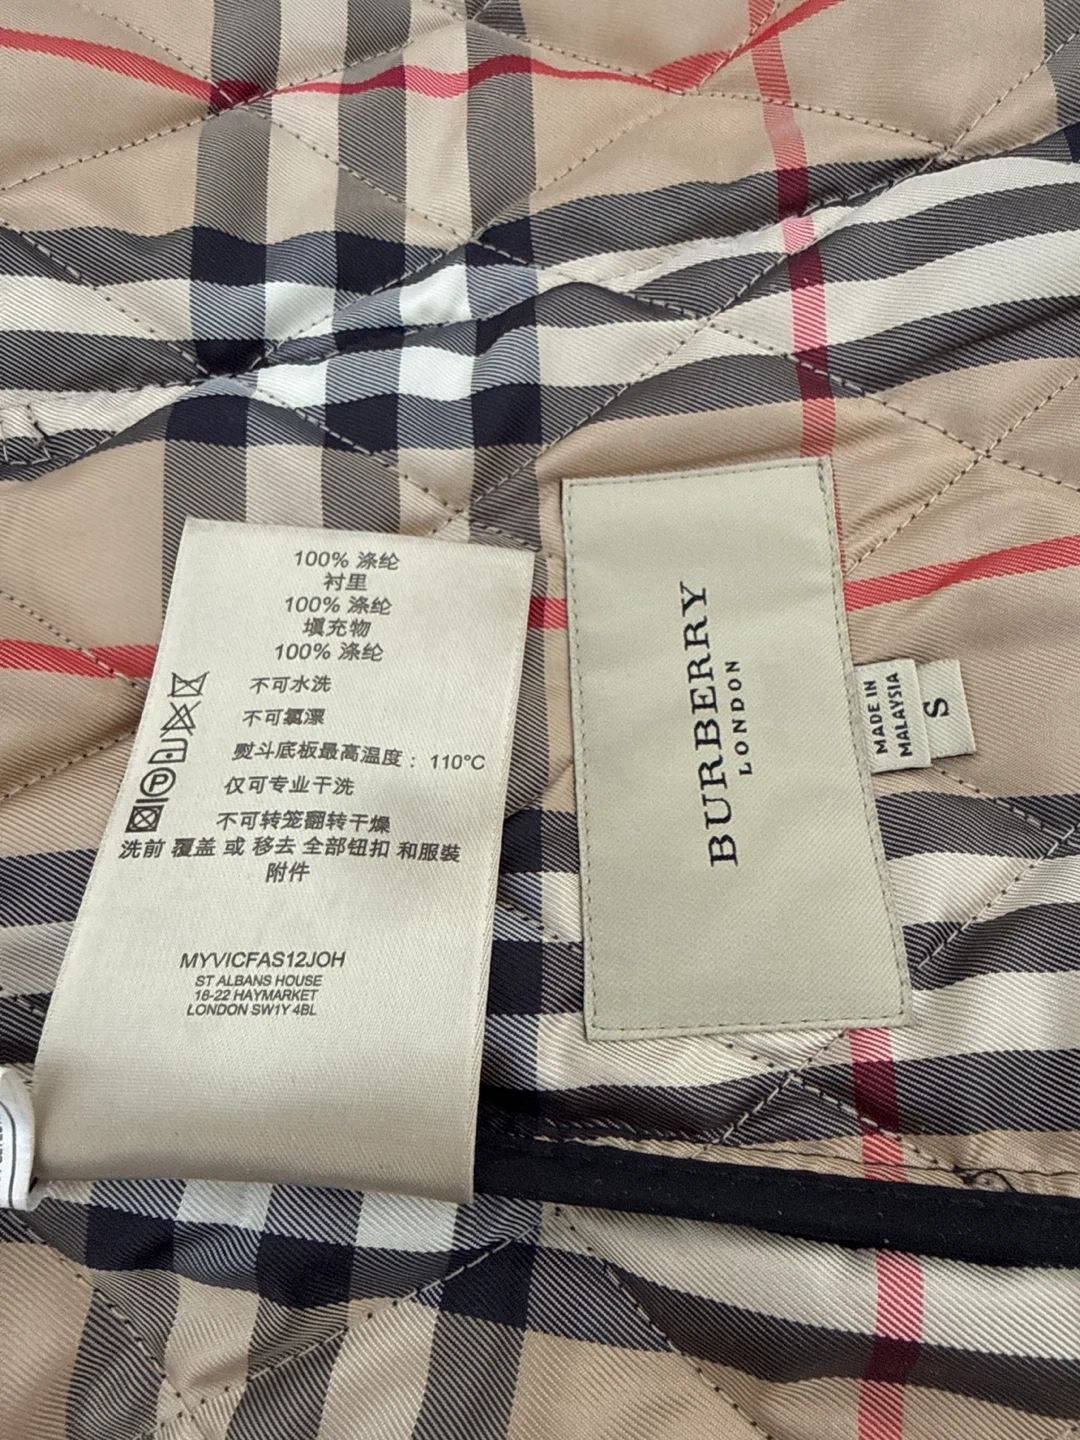 100% 涤纶
衬里
100% 涤纶
填充物
100% 涤纶
不可水洗
不可氯漂
熨斗底板最高温度： 110°C
P
仅可专业干洗
不可转笼翻转干燥
洗前 覆盖 或 移去 全部钮扣 和服装
附件
MYVICFAS12JOH
ST ALBANS HOUSE
18-22 HAYMARKET
LONDON SW1Y 4BL
BURBERRY
LONDON
MADE IN
MALAYSIA
S